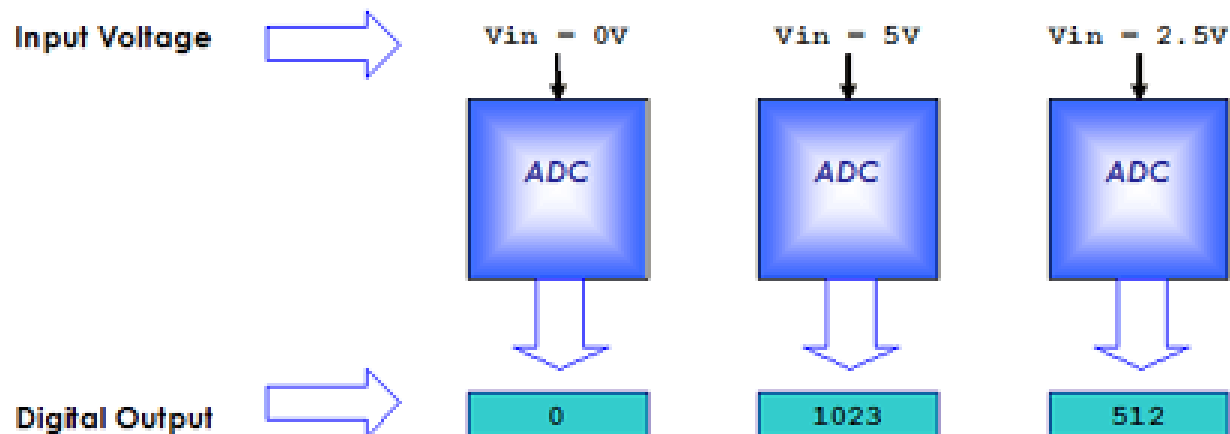 Input Voltage
Vin = 0V
Vin = 5V
Vin = 2.5V
ADC
ADC
ADC
Digital Output
0
1023
512